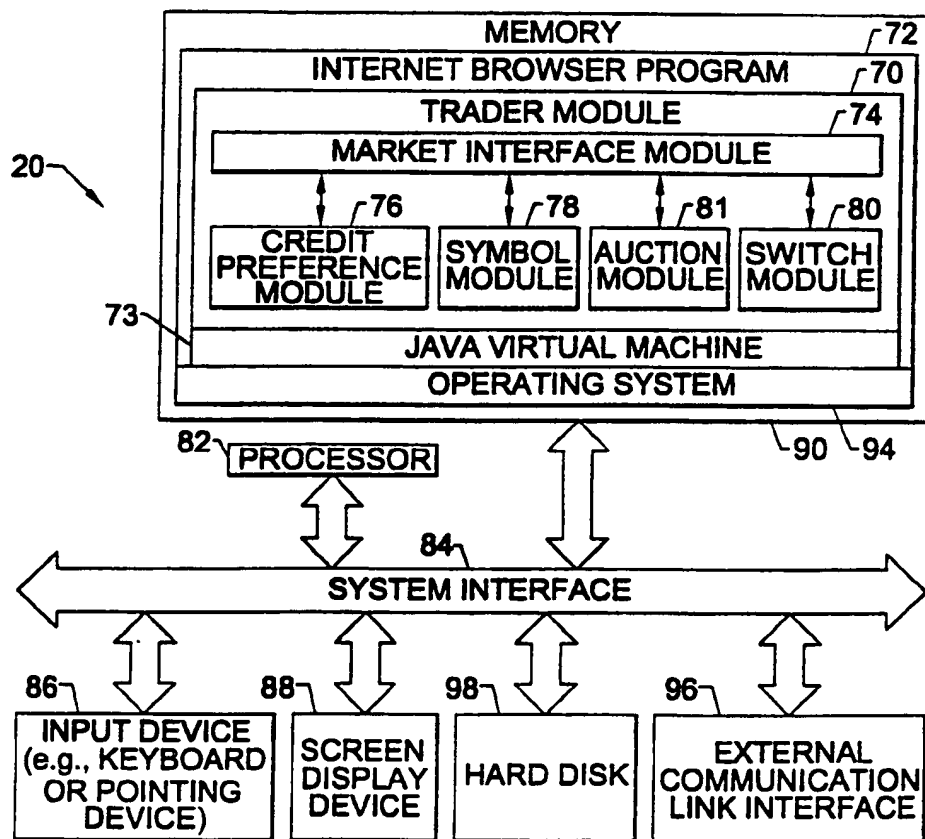 MEMORY
72
INTERNET BROWSER PROGRAM
70
TRADER MODULE
74
MARKET INTERFACE MODULE
20
76
78
81
80
CREDIT
PREFERENCE
MODULE
SYMBOL
MODULE
AUCTION
MODULE
SWITCH
MODULE
73
JAVA VIRTUAL MACHINE
OPERATING SYSTEM
90
94
82
PROCESSOR
84
SYSTEM INTERFACE
86
88
98
96
INPUT DEVICE
(e.g., KEYBOARD
OR POINTING
DEVICE)
SCREEN
DISPLAY
DEVICE
HARD DISK
EXTERNAL
COMMUNICATION
LINK INTERFACE